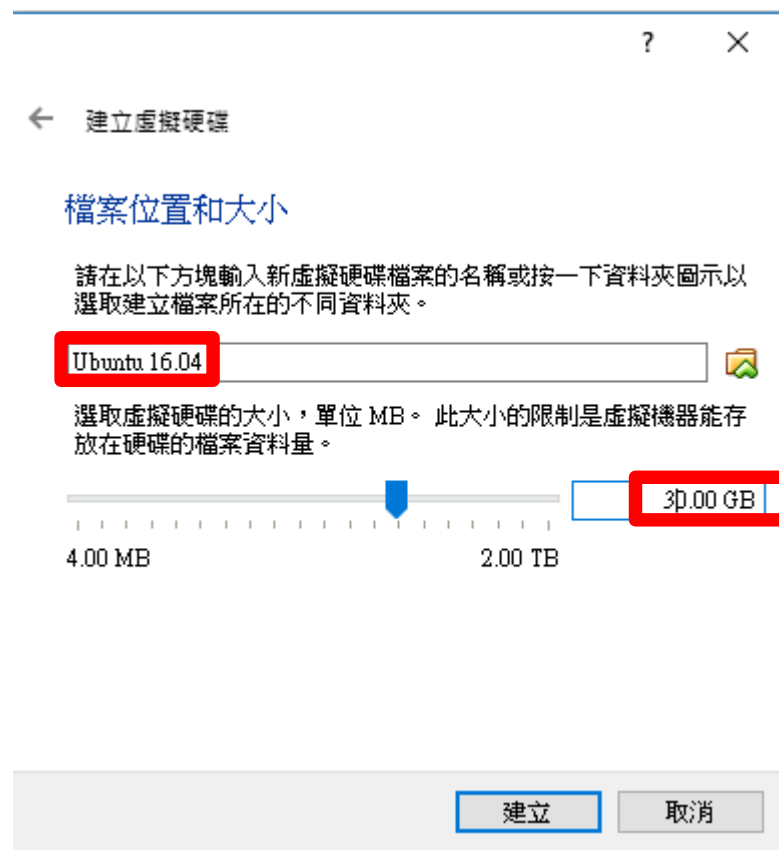 ?
建立虛擬硬碟
檔案位置和大小
請在以下方塊輸入新虛擬硬碟檔案的名稱或按一下資料夾圖示以
選取建立檔案所在的不同資料夾。
Ubuntu 16.04
選取虛擬硬碟的大小，單位 MB。 此大小的限制是虛擬機器能存
放在硬碟的檔案資料量。
30.00 GB
4.00 MB 2.00 TB
建立 取消